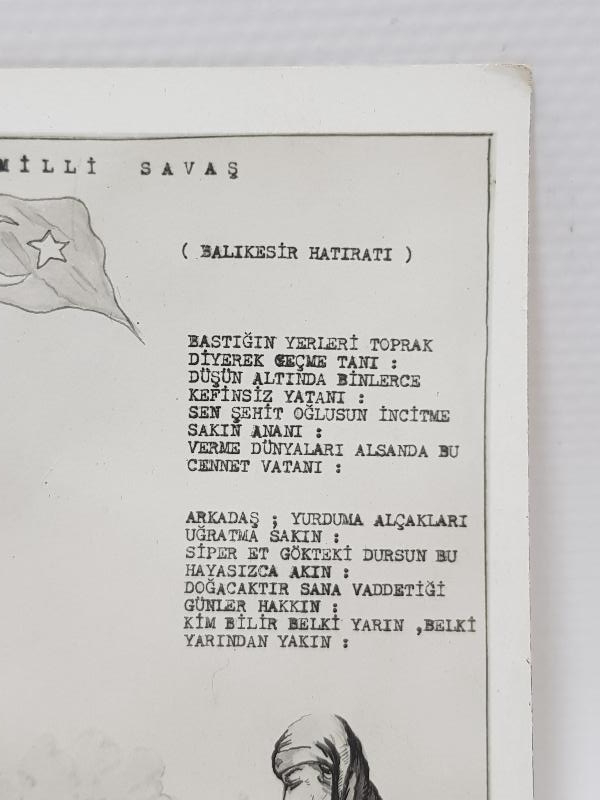 MİLLİ SAVAŞ
( BALIKESİR HATIRATI )
BASTIĞIN YERLERİ TOPRAK
DİYEREK GEÇME TANI :
DÜŞÜN ALTINDA BİNLERCE
KEFİNSİZ YATANI :
SEN ŞEHİT OĞLUSUN İNCİTME
SAKIN ANANI :
VERME DÜNYALARI ALSANDA BU
CENNET VATANI :
ARKADAŞ ; YURDUMA ALÇAKLARI
UĞRATMA SAKIN :
SİPER ET GÖKTEKİ DURSUN BU
HAYASIZCA AKIN :
DOĞACAKTIR SANA VADDETİĞİ
GÜNLER HAKKIN :
KİM BİLİR BELKİ YARIN ,BELKİ
YARINDAN YAKIN :